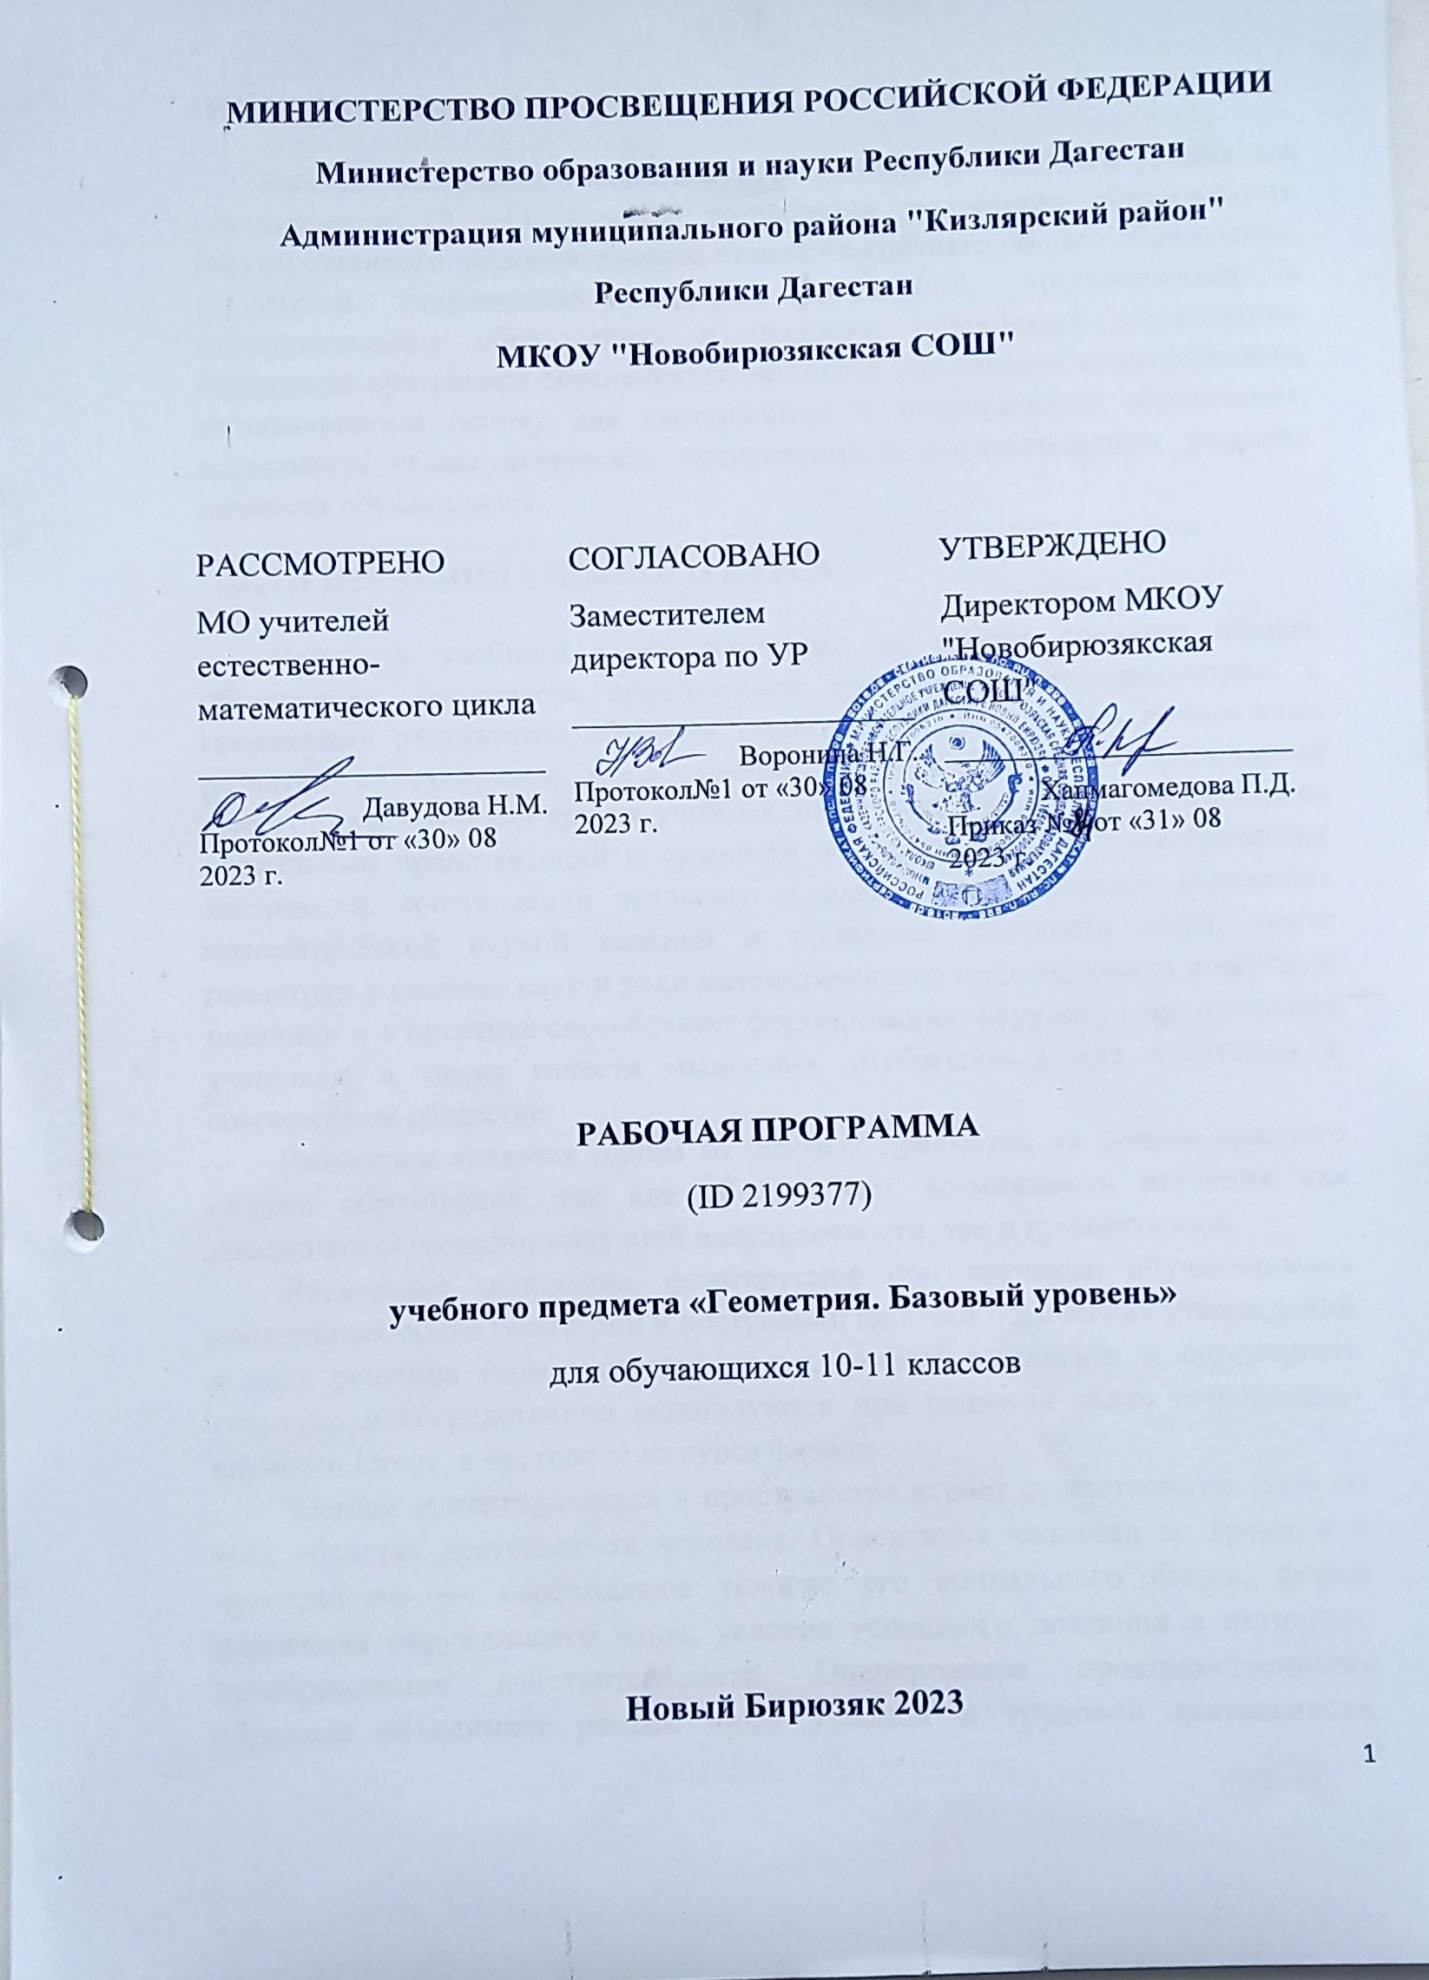 МИНИСТЕРСТВО ПРОСВЕЩЕНИЯ РОССИЙСКОЙ ФЕДЕРАЦИИ
Министерство образования и науки Республики Дагестан
Администрация муниципального района "Кизлярский район"
Республики Дагестан
МКОУ "Новобирюзякская СОШ"
РАССМОТРЕНО
МО учителей
естественно-
математического цикла
Давудова Н.М.
Протокол№1 от «30» 08
2023 г.
СОГЛАСОВАНО
Заместителем
директора по УР
Воронина Н.Г.
Протокол№1 от «30» 08
2023 г.
УТВЕРЖДЕНО
Директором МКОУ
"Новобирюзякская
СОШ"
Ханмагомедова П.Д.
Приказ № от «31» 08
2023 г.
РАБОЧАЯ ПРОГРАММА
(ID 2199377)
учебного предмета «Геометрия. Базовый уровень»
для обучающихся 10-11 классов
Новый Бирюзяк 2023
1